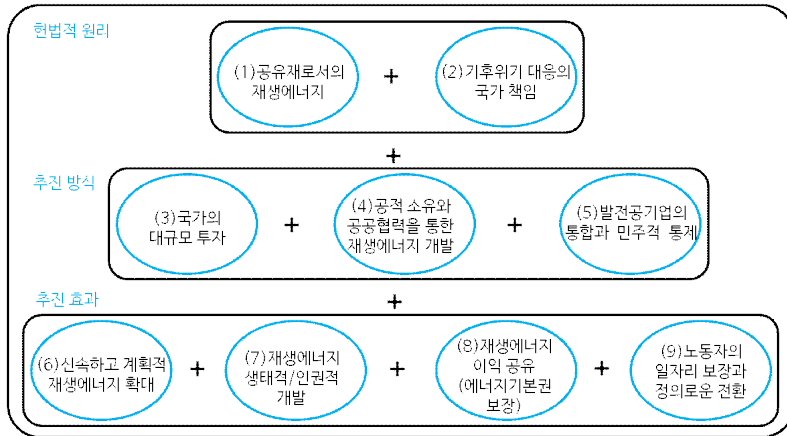 헌법적 원리
(1)공유재로서의
재생에너지
+
(2)기후위기 대응의
국가 책임
+
추진 방식
(3)국가의
대규모 투자
+
(4)공적 소유와
공공협력을 통한
재생에너지 개발
+
(5)발전공기업의
통합과 민주적 통제
+
추진 효과
(6)신속하고 계획적
재생에너지 확대
+
(7)재생에너지
생태적/인권적
개발
+
(8)재생에너지
이익 공유
(에너지기본권
보장)
+
(9)노동자의
일자리 보장과
정의로운 전환